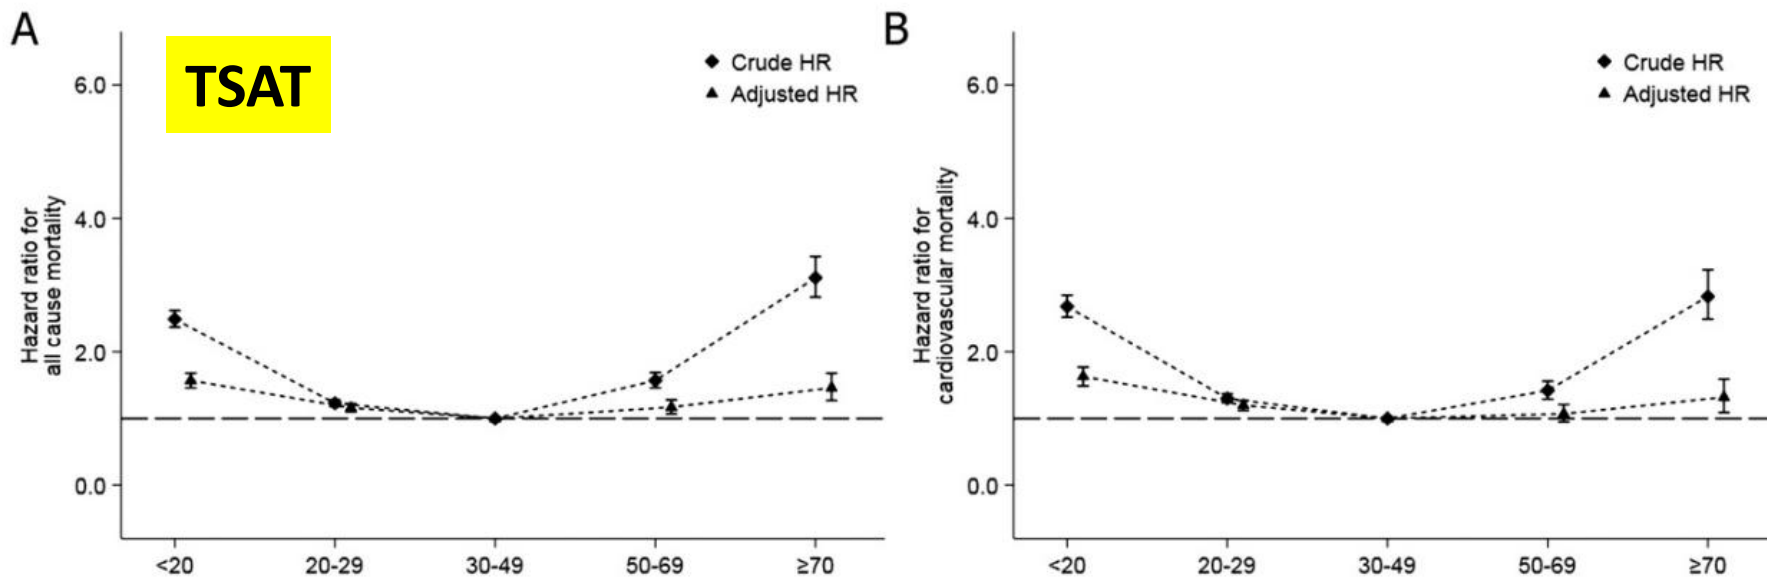 A
TSAT
Crude HR
Adjusted HR
6.0
4.0
2.0
0.0
Hazard ratio for
all cause mortality
<20
20-29
30-49
50-69
≥70
B
Crude HR
Adjusted HR
6.0
4.0
2.0
0.0
Hazard ratio for
cardiovascular mortality
<20
20-29
30-49
50-69
≥70